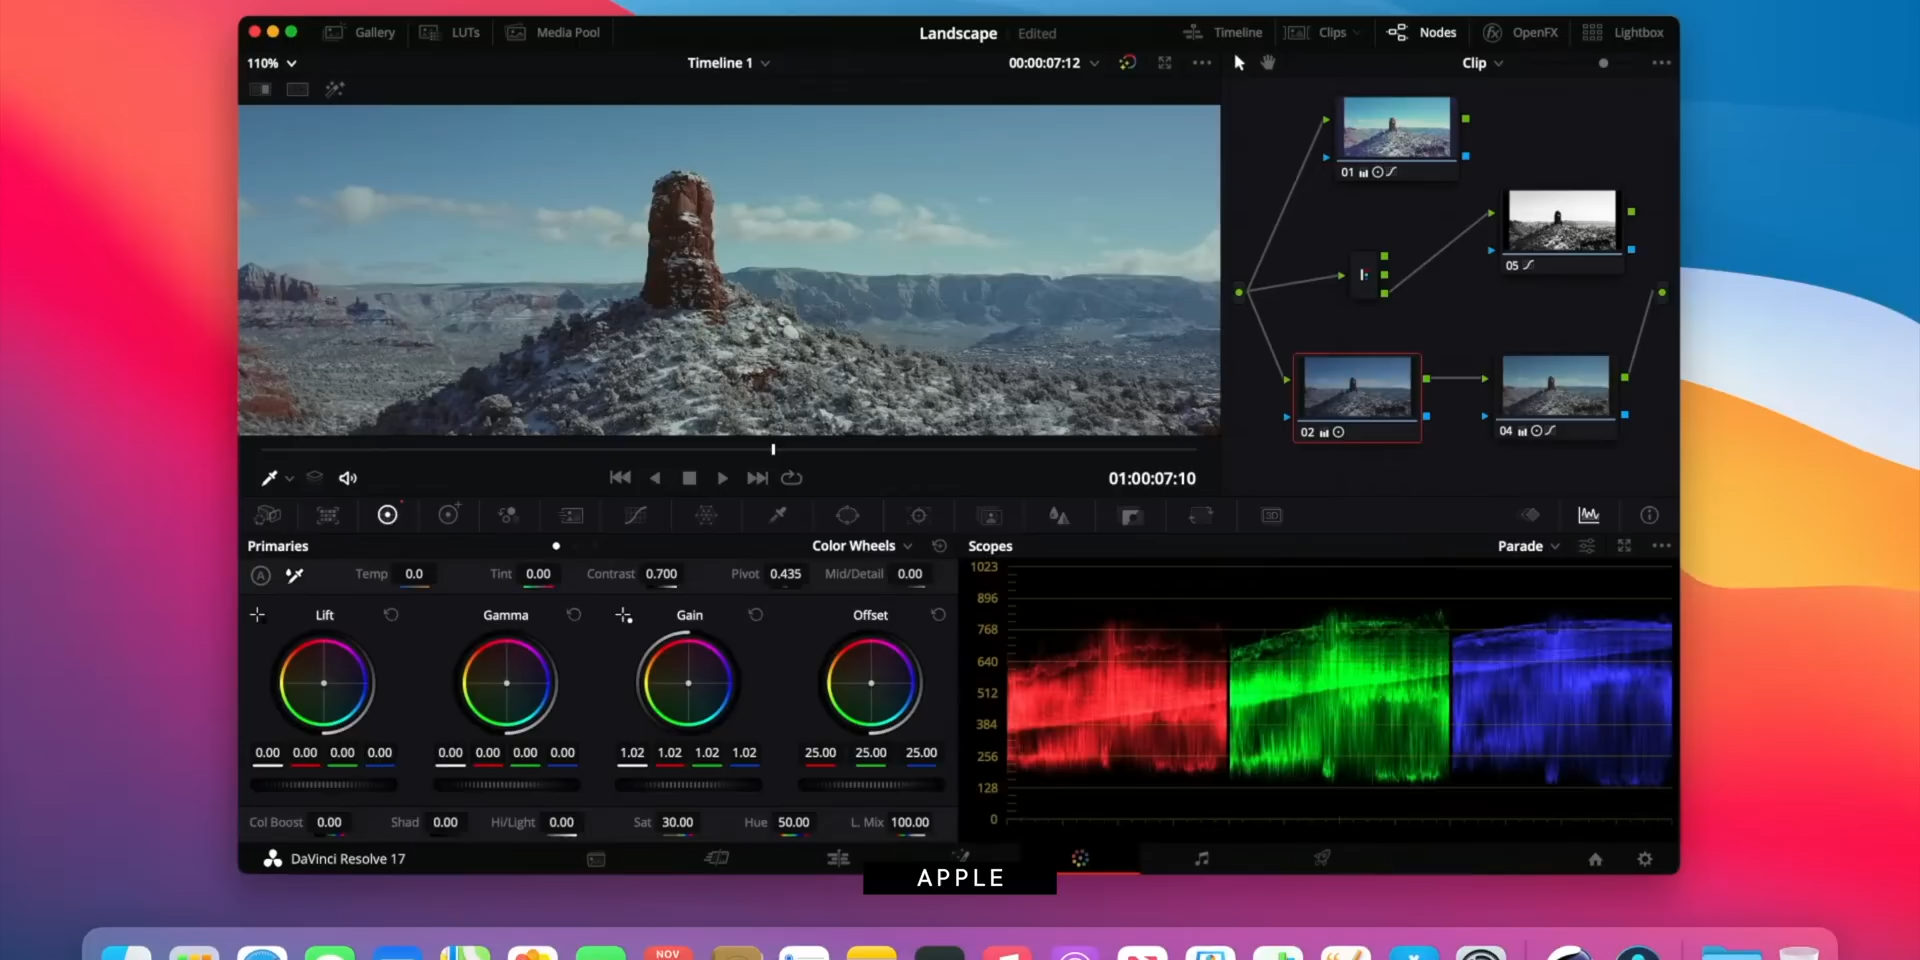 Gallery LUTs Media Pool Landscape Edited Timeline Clips Nodes fx OpenFX Lightbox
110% Timeline 1 00:00:07:12 Clip
01
05
02 04
01:00:07:10
3D
Primaries Color Wheels Scopes Parade
A Temp 0.0 Tint 0.00 Contrast 0.700 Pivot 0.435 Mid/Detail 0.00
Lift Gamma Gain Offset
0.00 0.00 0.00 0.00 0.00 0.00 0.00 0.00 1.02 1.02 1.02 1.02 25.00 25.00 25.00
Col Boost 0.00 Shad 0.00 Hi/Light 0.00 Sat 30.00 Hue 50.00 L. Mix 100.00
1023
896
768
640
512
384
256
128
0
DaVinci Resolve 17
APPLE
NOV